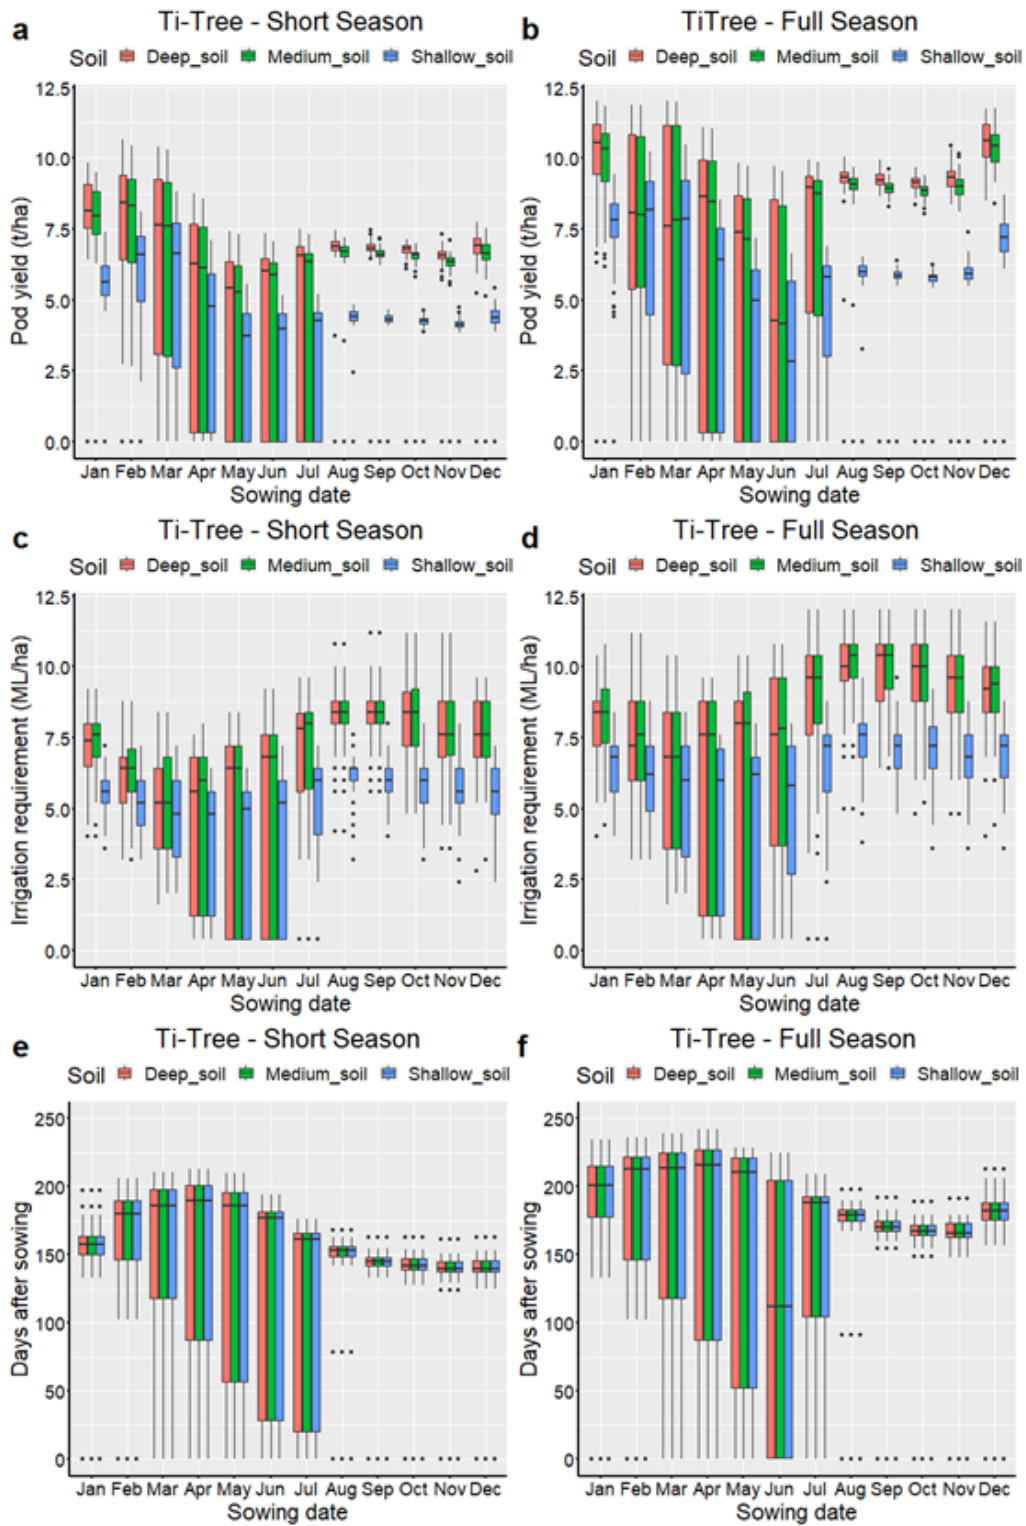 a Ti-Tree - Short Season
Soil Deep_soil Medium_soil Shallow_soil
Pod yield (t/ha)
12.5
10.0
7.5
5.0
2.5
0.0
Jan Feb Mar Apr May Jun Jul Aug Sep Oct Nov Dec
Sowing date
b TiTree - Full Season
Soil Deep_soil Medium_soil Shallow_soil
Pod yield (t/ha)
12.5
10.0
7.5
5.0
2.5
0.0
Jan Feb Mar Apr May Jun Jul Aug Sep Oct Nov Dec
Sowing date
c Ti-Tree - Short Season
Soil Deep_soil Medium_soil Shallow_soil
Irrigation requirement (ML/ha)
12.5
10.0
7.5
5.0
2.5
0.0
Jan Feb Mar Apr May Jun Jul Aug Sep Oct Nov Dec
Sowing date
d Ti-Tree - Full Season
Soil Deep_soil Medium_soil Shallow_soil
Irrigation requirement (ML/ha)
12.5
10.0
7.5
5.0
2.5
0.0
Jan Feb Mar Apr May Jun Jul Aug Sep Oct Nov Dec
Sowing date
e Ti-Tree - Short Season
Soil Deep_soil Medium_soil Shallow_soil
Days after sowing
250
200
150
100
50
0
Jan Feb Mar Apr May Jun Jul Aug Sep Oct Nov Dec
Sowing date
f Ti-Tree - Full Season
Soil Deep_soil Medium_soil Shallow_soil
Days after sowing
250
200
150
100
50
0
Jan Feb Mar Apr May Jun Jul Aug Sep Oct Nov Dec
Sowing date